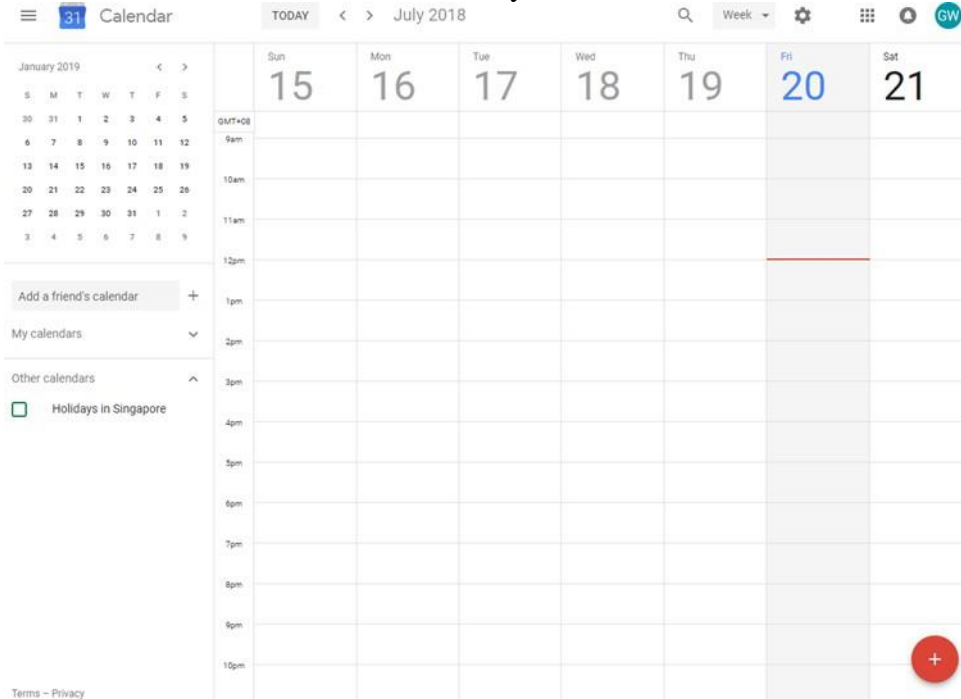 31 Calendar TODAY < > July 2018 Week GW
January 2019 < >
S M T W T F S
30 31 1 2 3 4 5
6 7 8 9 10 11 12
13 14 15 16 17 18 19
20 21 22 23 24 25 26
27 28 29 30 31 1 2
3 4 5 6 7 8 9
Add a friend's calendar +
My calendars
Other calendars
Holidays in Singapore
Terms – Privacy
Sun Mon Tue Wed Thu Fri Sat
15 16 17 18 19 20 21
GMT+08
9am
10am
11am
12pm
1pm
2pm
3pm
4pm
5pm
6pm
7pm
8pm
9pm
10pm
+